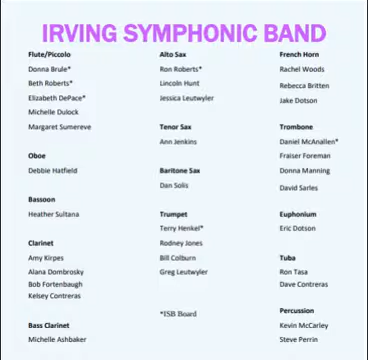 IRVING SYMPHONIC BAND
Flute/Piccolo
Donna Brule*
Beth Roberts*
Elizabeth DePace*
Michelle Dulock
Margaret Sumereve
Oboe
Debbie Hatfield
Bassoon
Heather Sultana
Clarinet
Amy Kirpes
Alana Dombrosky
Bob Fortenbaugh
Kelsey Contreras
Bass Clarinet
Michelle Ashbaker
Alto Sax
Ron Roberts*
Lincoln Hunt
Jessica Leutwyler
Tenor Sax
Ann Jenkins
Baritone Sax
Dan Solis
Trumpet
Terry Henkel*
Rodney Jones
Bill Colburn
Greg Leutwyler
*ISB Board
French Horn
Rachel Woods
Rebecca Britten
Jake Dotson
Trombone
Daniel McAnallen*
Fraiser Foreman
Donna Manning
David Sarles
Euphonium
Eric Dotson
Tuba
Ron Tasa
Dave Contreras
Percussion
Kevin McCarley
Steve Perrin